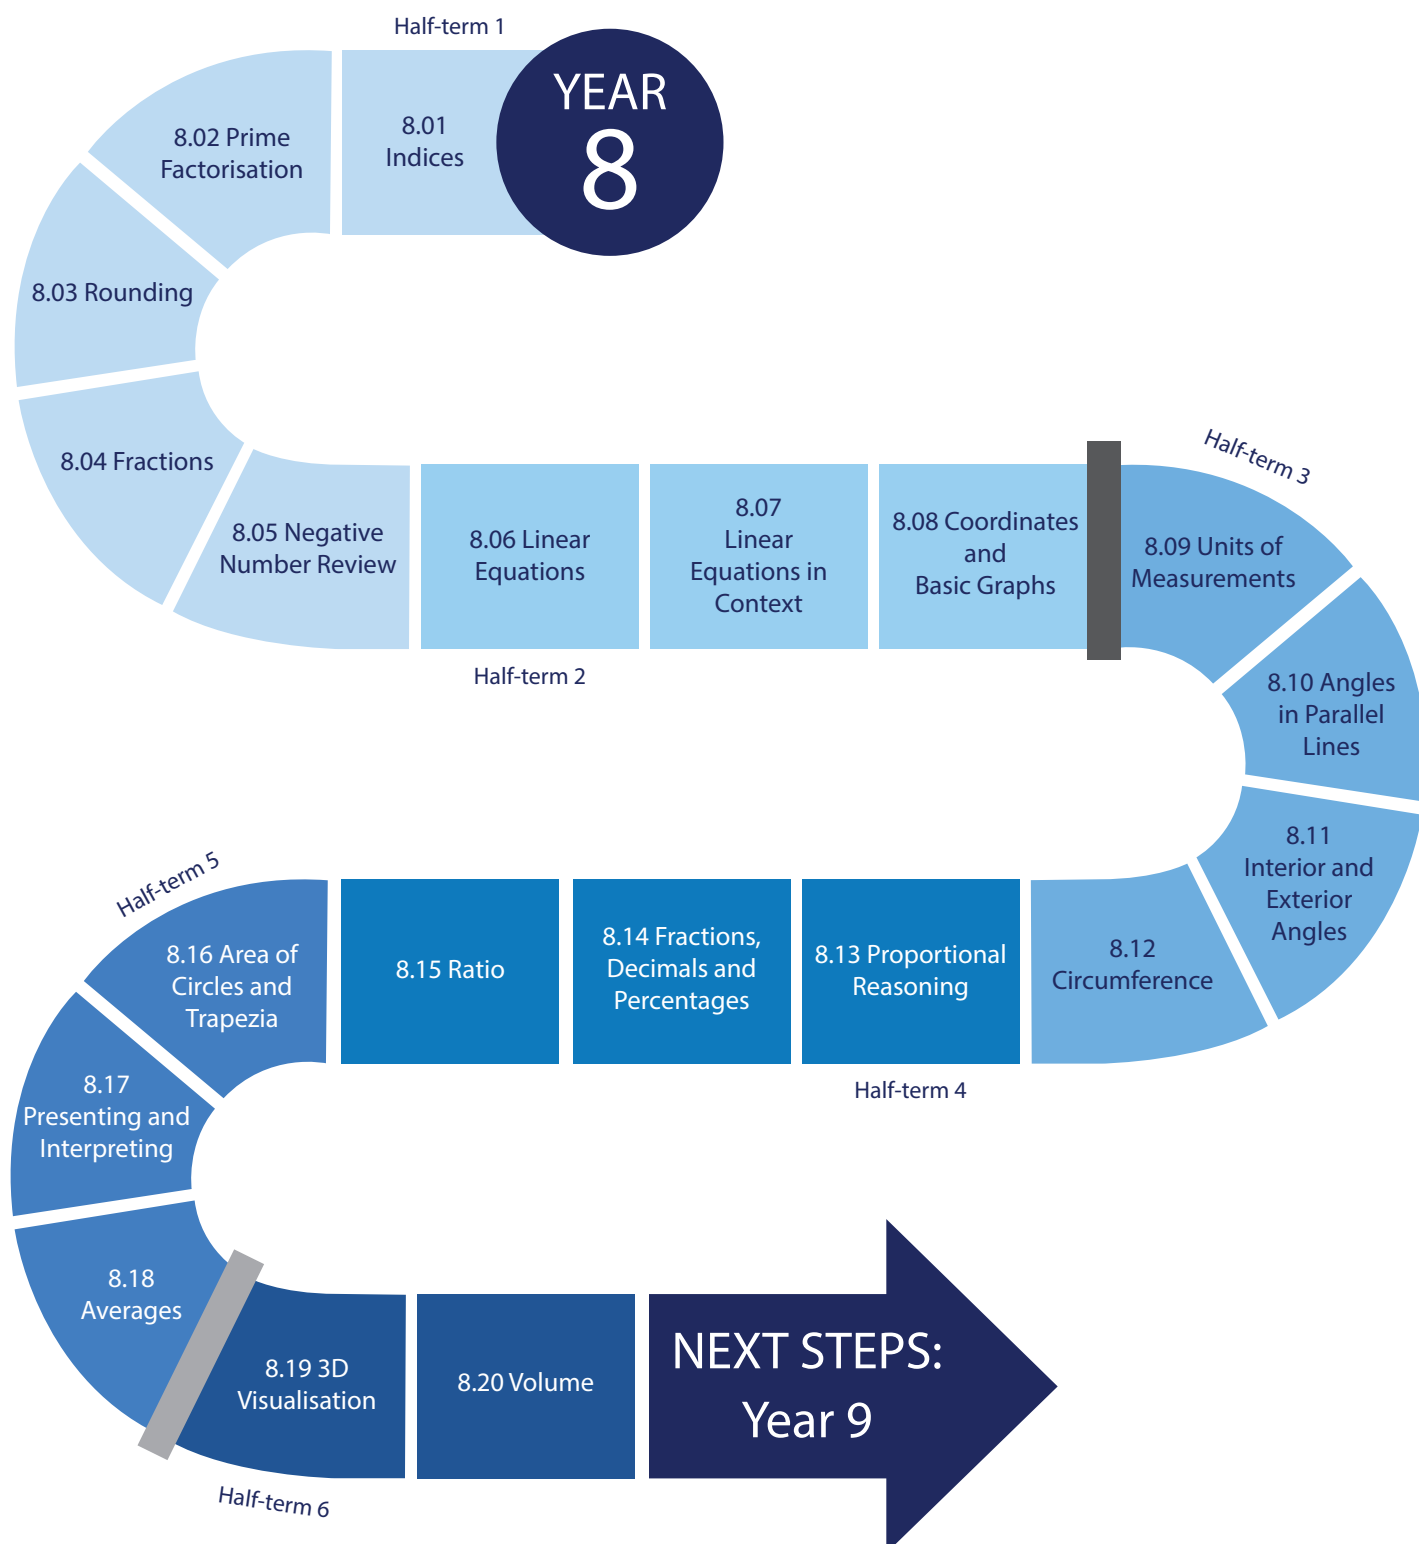 Half-term 1
YEAR
8
8.01
Indices
8.02 Prime
Factorisation
8.03 Rounding
8.04 Fractions
8.05 Negative
Number Review
Half-term 2
8.06 Linear
Equations
8.07
Linear
Equations in
Context
8.08 Coordinates
and
Basic Graphs
Half-term 3
8.09 Units of
Measurements
8.10 Angles
in Parallel
Lines
8.11
Interior and
Exterior
Angles
8.12
Circumference
Half-term 4
8.13 Proportional
Reasoning
8.14 Fractions,
Decimals and
Percentages
8.15 Ratio
Half-term 5
8.16 Area of
Circles and
Trapezia
8.17
Presenting and
Interpreting
8.18
Averages
Half-term 6
8.19 3D
Visualisation
8.20 Volume
NEXT STEPS:
Year 9